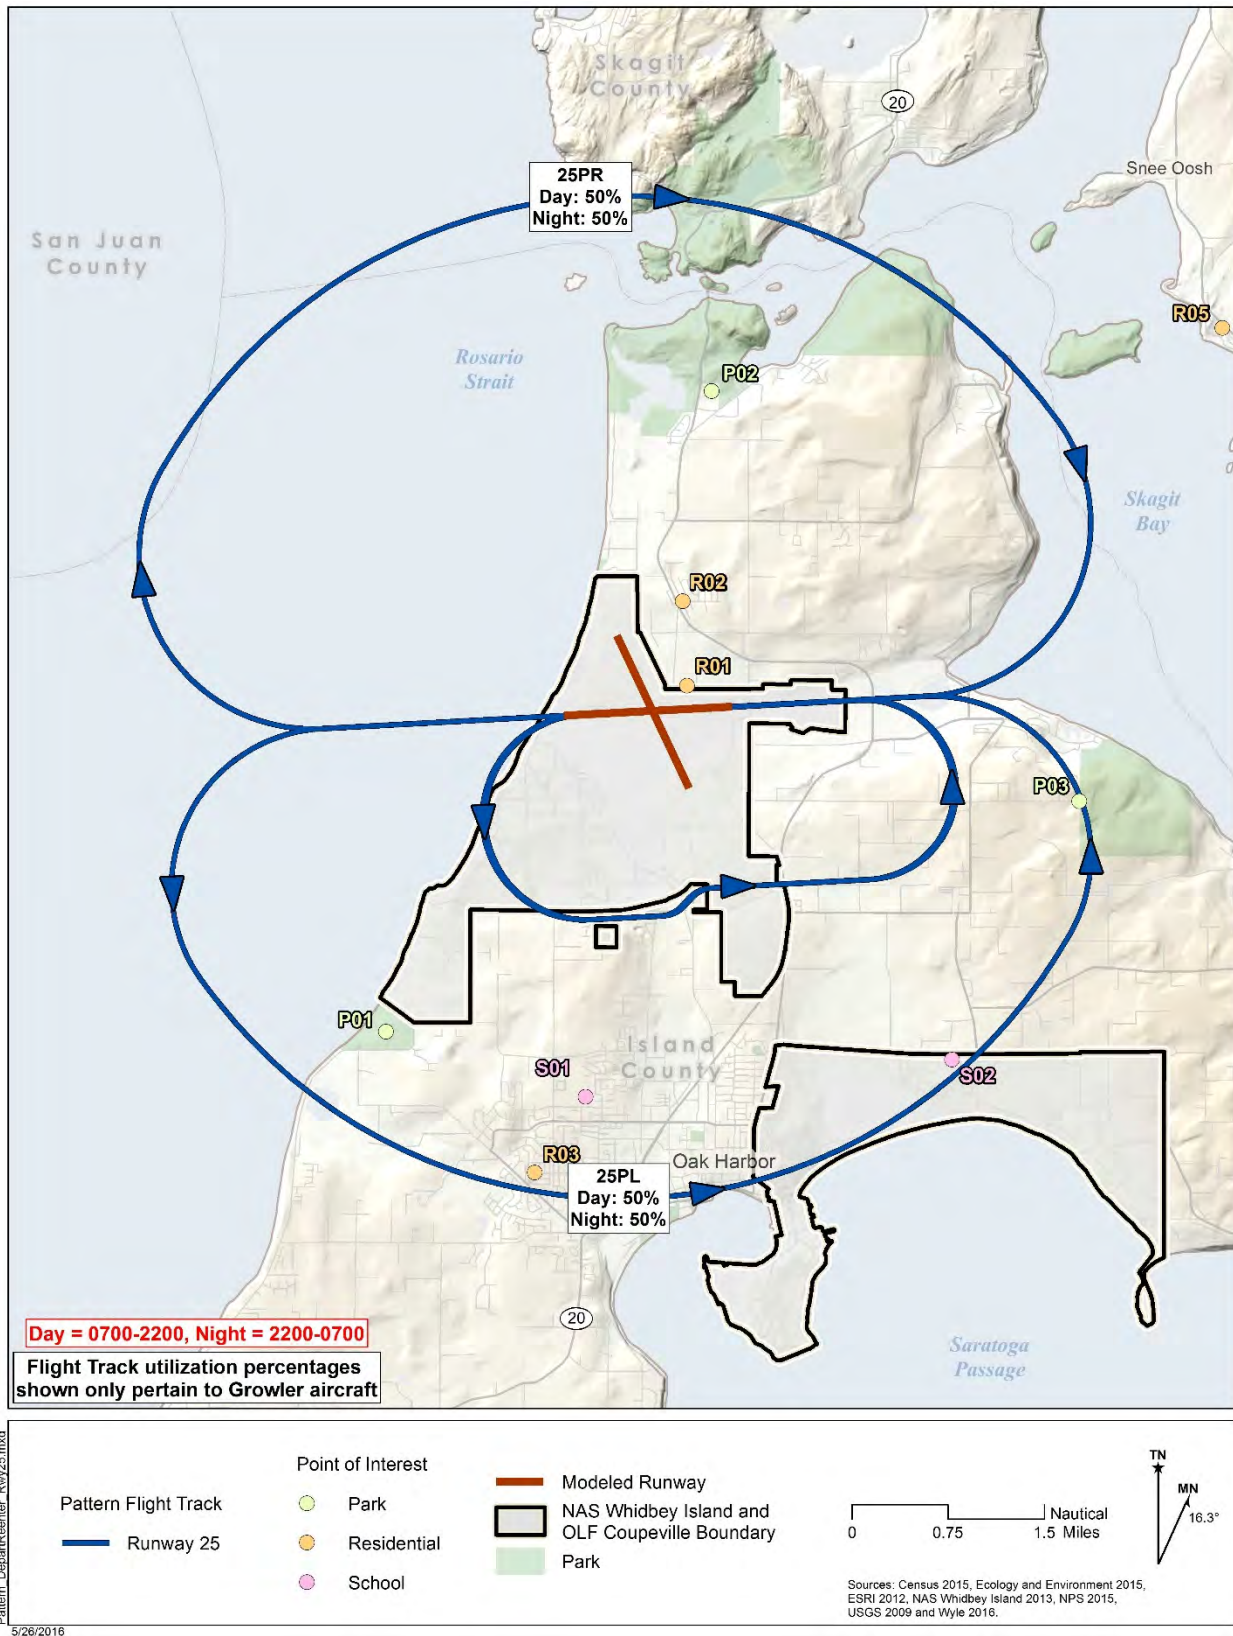 Skagit
County
20
Snee Oosh
25PR
Day: 50%
Night: 50%
San Juan
County
R05
Rosario
Strait
P02
Skagit
Bay
R02
R01
P03
P01
Island
County
S01
S02
R03
Oak Harbor
25PL
Day: 50%
Night: 50%
20
Day = 0700-2200, Night = 2200-0700
Saratoga
Passage
Flight Track utilization percentages
shown only pertain to Growler aircraft
Pattern_DepartReenter_Rwy25.mxd
Point of Interest
Pattern Flight Track
Runway 25
Park
Residential
School
Modeled Runway
NAS Whidbey Island and
OLF Coupeville Boundary
Park
Nautical
0 0.75 1.5 Miles
TN
MN
16.3°
Sources: Census 2015, Ecology and Environment 2015,
ESRI 2012, NAS Whidbey Island 2013, NPS 2015,
USGS 2009 and Wyle 2016.
5/26/2016